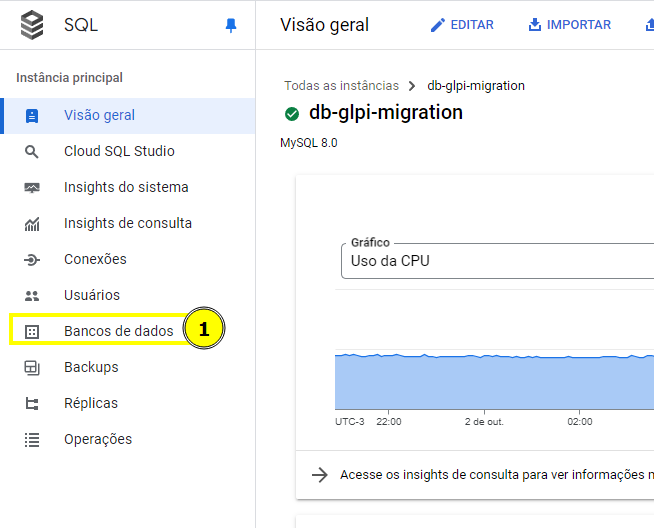 SQL
Visão geral
EDITAR
IMPORTAR
Instância principal
Visão geral
Cloud SQL Studio
Insights do sistema
Insights de consulta
Conexões
Usuários
Bancos de dados
1
Backups
Réplicas
Operações
Todas as instâncias
db-glpi-migration
db-glpi-migration
MySQL 8.0
Gráfico
Uso da CPU
UTC-3 22:00 2 de out. 02:00
Acesse os insights de consulta para ver informações